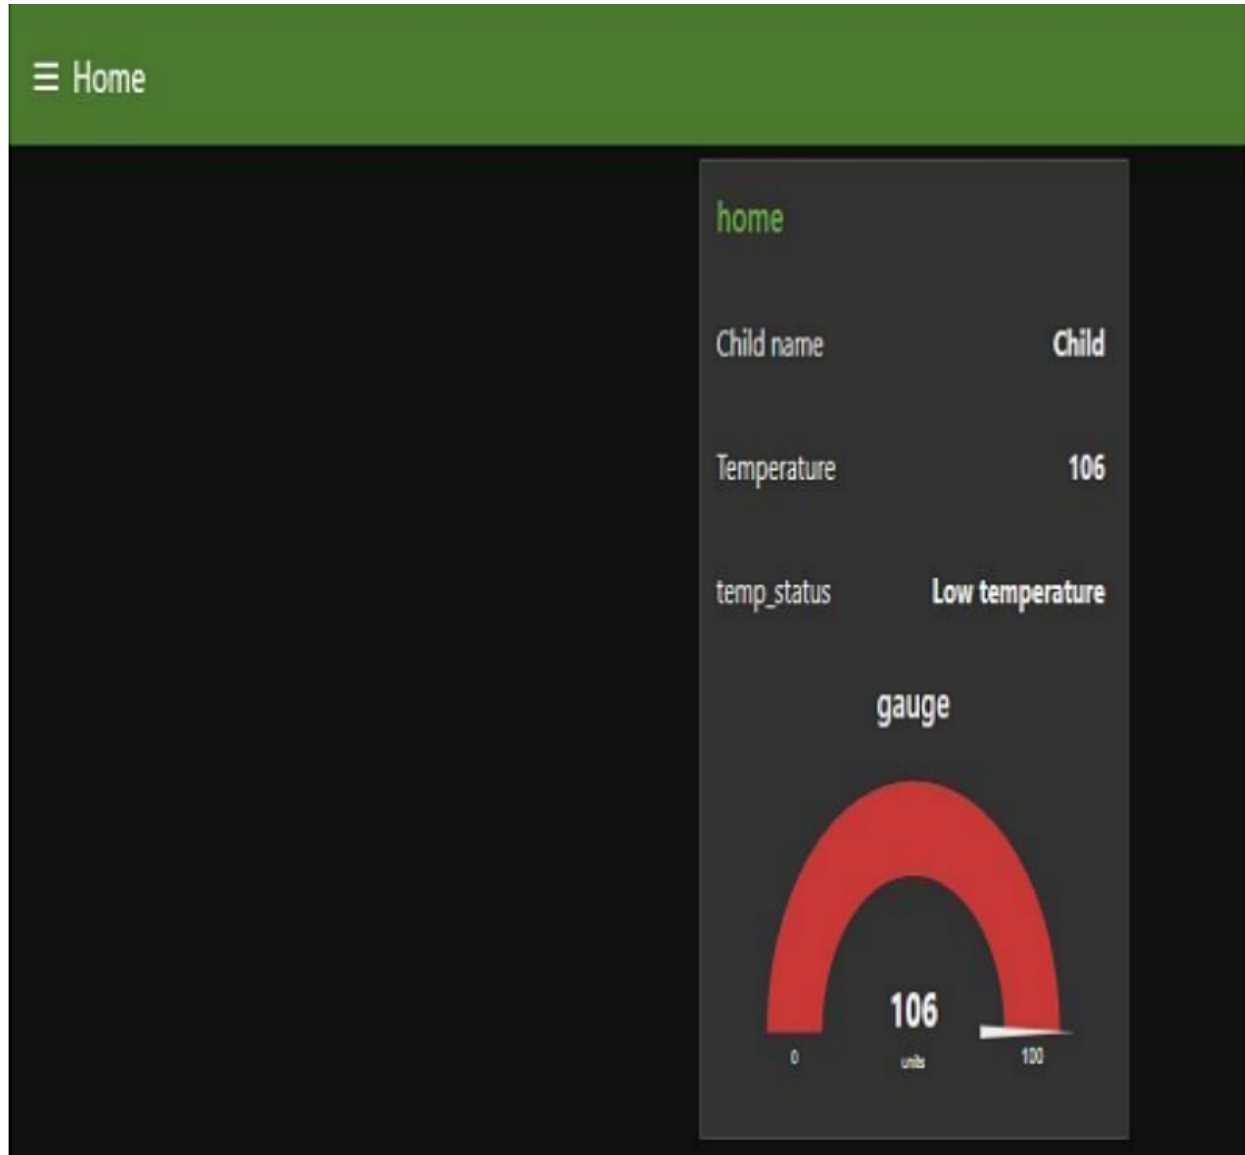 ☰ Home
home
Child name Child
Temperature 106
temp_status Low temperature
gauge
106
0 units 100